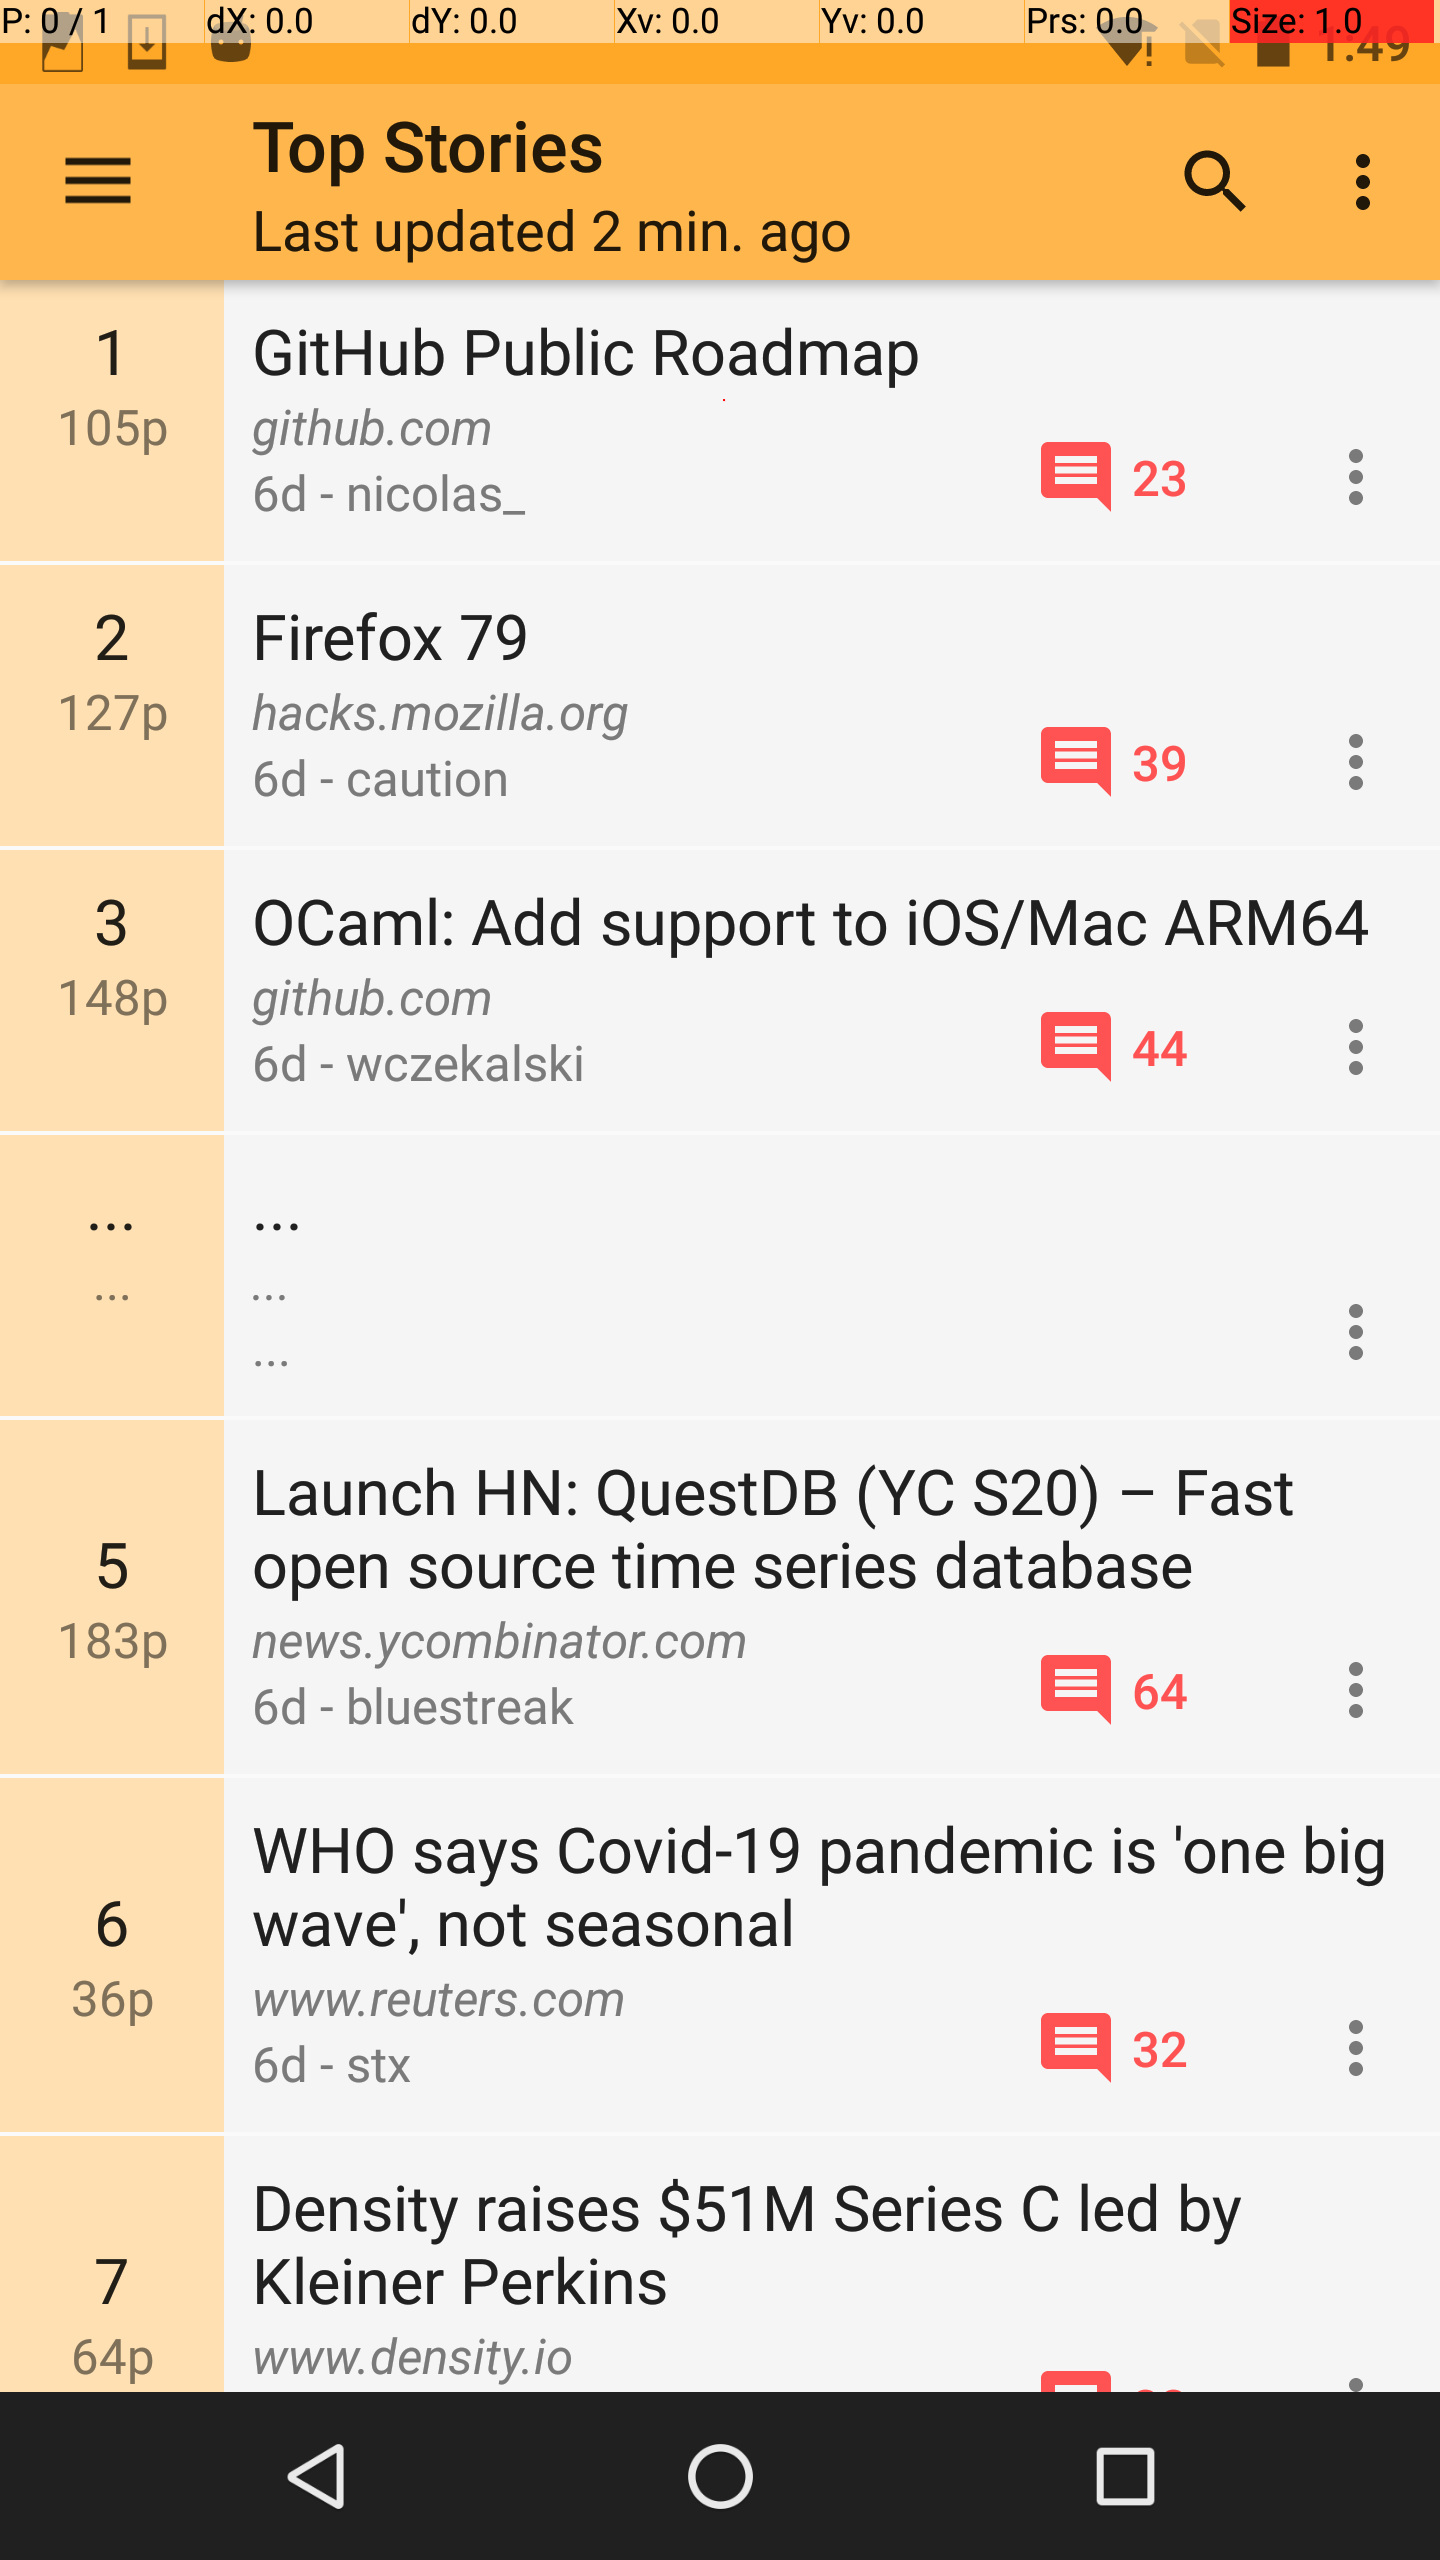 P: 0 / 1 dX: 0.0 dY: 0.0 Xv: 0.0 Yv: 0.0 Prs: 0.0 Size: 1.0
1:49
Top Stories
Last updated 2 min. ago
1
105p
GitHub Public Roadmap
github.com
6d - nicolas_
23
2
127p
Firefox 79
hacks.mozilla.org
6d - caution
39
3
148p
OCaml: Add support to iOS/Mac ARM64
github.com
6d - wczekalski
44
...
...
...
...
...
5
183p
Launch HN: QuestDB (YC S20) – Fast
open source time series database
news.ycombinator.com
6d - bluestreak
64
6
36p
WHO says Covid-19 pandemic is 'one big
wave', not seasonal
www.reuters.com
6d - stx
32
7
64p
Density raises $51M Series C led by
Kleiner Perkins
www.density.io